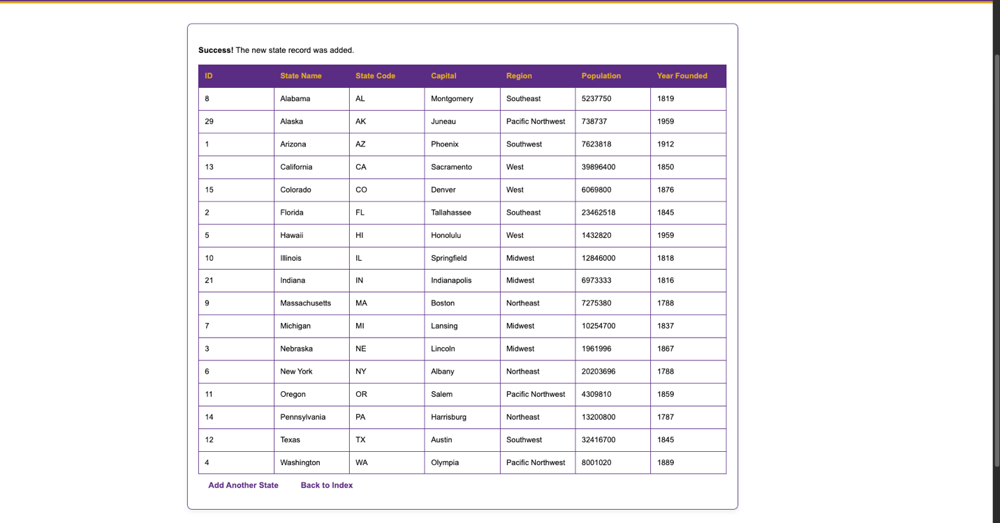 Success! The new state record was added.
ID State Name State Code Capital Region Population Year Founded
8 Alabama AL Montgomery Southeast 5237750 1819
29 Alaska AK Juneau Pacific Northwest 738737 1959
1 Arizona AZ Phoenix Southwest 7623818 1912
13 California CA Sacramento West 39896400 1850
15 Colorado CO Denver West 6069800 1876
2 Florida FL Tallahassee Southeast 23462518 1845
5 Hawaii HI Honolulu West 1432820 1959
10 Illinois IL Springfield Midwest 12846000 1818
21 Indiana IN Indianapolis Midwest 6973333 1816
9 Massachusetts MA Boston Northeast 7275380 1788
7 Michigan MI Lansing Midwest 10254700 1837
3 Nebraska NE Lincoln Midwest 1961996 1867
6 New York NY Albany Northeast 20203696 1788
11 Oregon OR Salem Pacific Northwest 4309810 1859
14 Pennsylvania PA Harrisburg Northeast 13200800 1787
12 Texas TX Austin Southwest 32416700 1845
4 Washington WA Olympia Pacific Northwest 8001020 1889
Add Another State Back to Index